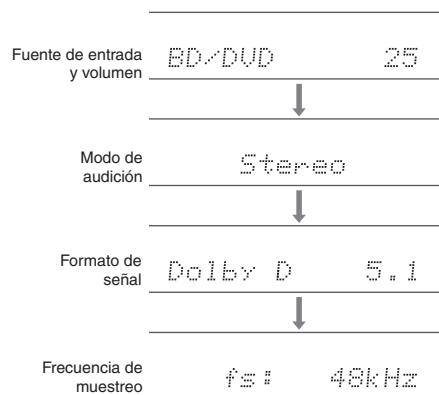 Fuente de entrada
y volumen
BD/DVD 25
Modo de
audición
Stereo
Formato de
señal
Dolby D 5.1
Frecuencia de
muestreo
fs: 48kHz